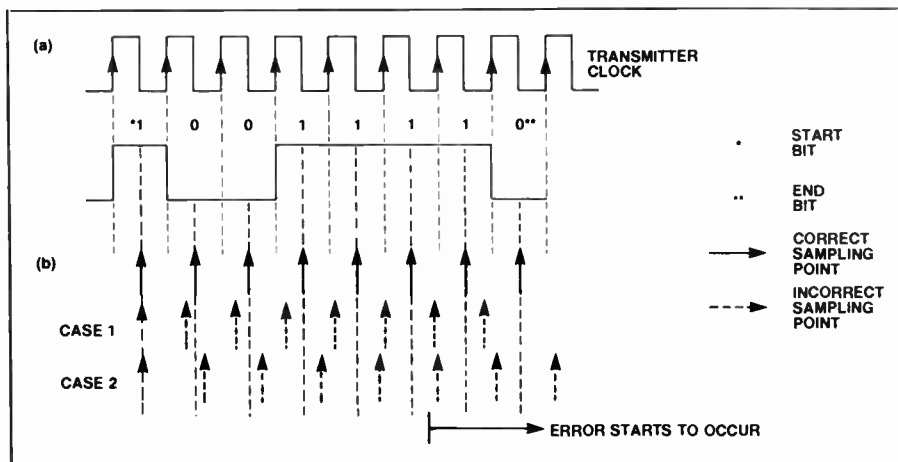 (a)
TRANSMITTER
CLOCK
*1 0 0 1 1 1 1 0**
* START
BIT
** END
BIT
CORRECT
SAMPLING
POINT
(b)
INCORRECT
SAMPLING
POINT
CASE 1
CASE 2
ERROR STARTS TO OCCUR